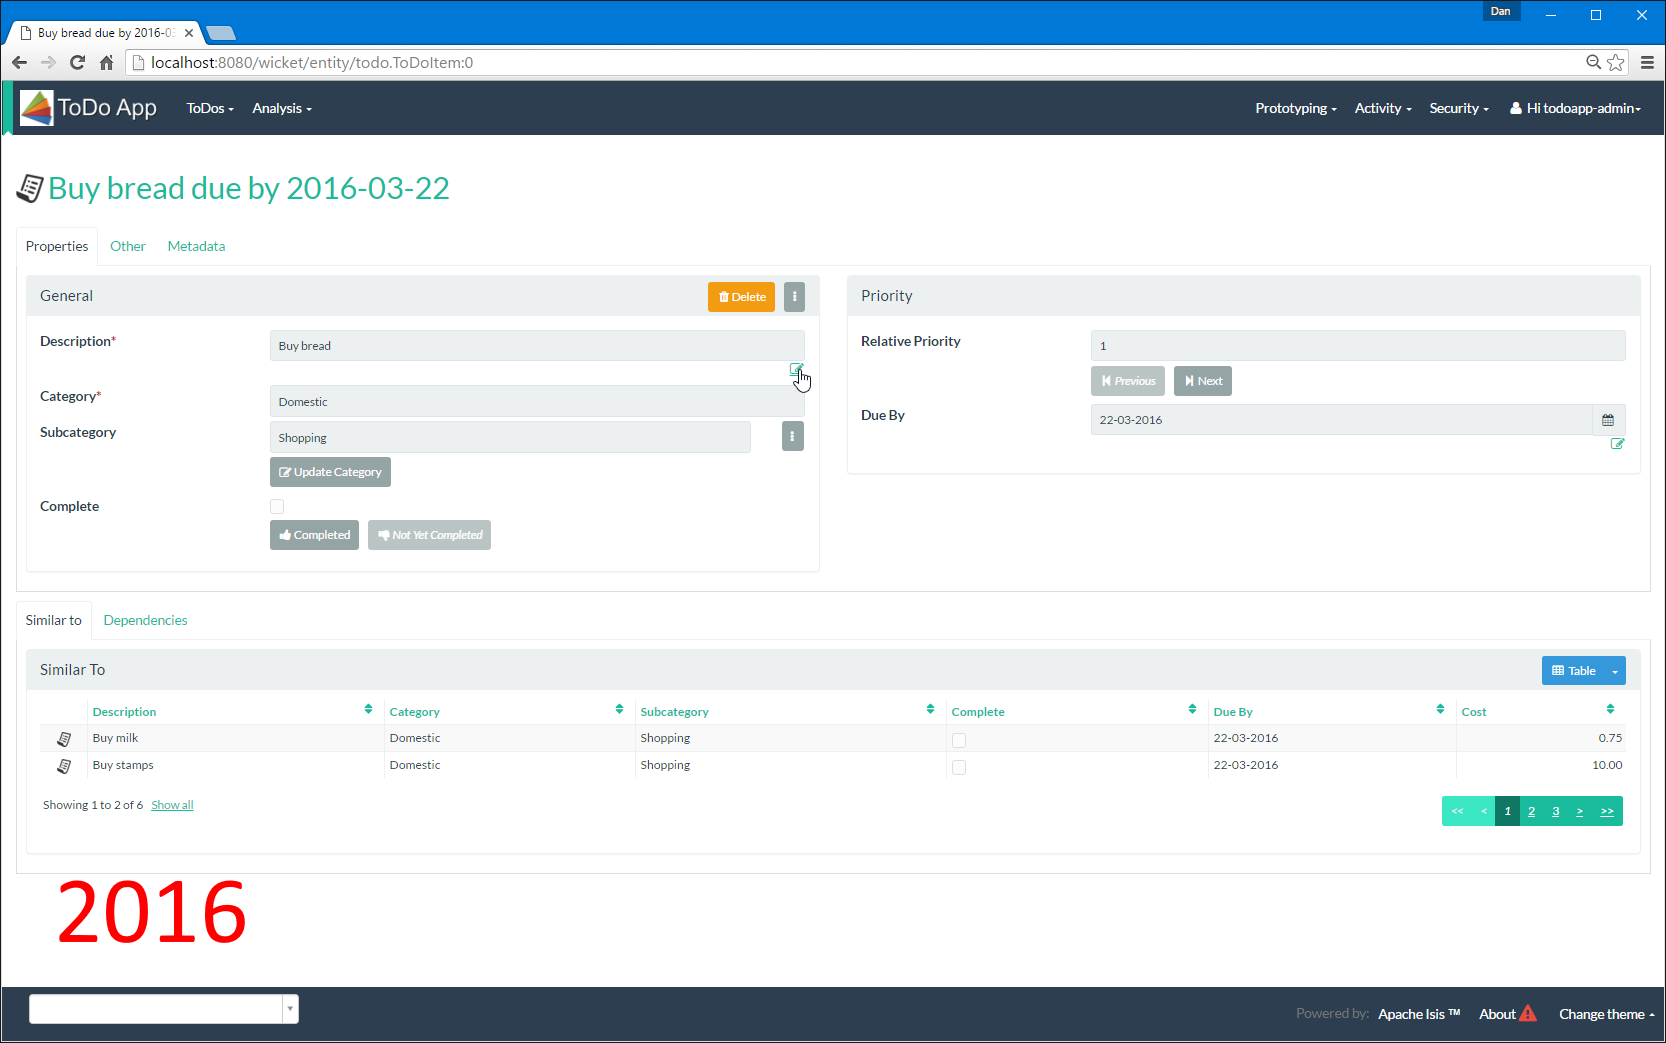 Dan
Buy bread due by 2016-03
localhost:8080/wicket/entity/todo.ToDoItem:0
ToDo App ToDos Analysis Prototyping Activity Security Hi todoapp-admin
Buy bread due by 2016-03-22
Properties Other Metadata
General Delete
Description* Buy bread
Category* Domestic
Subcategory Shopping
Update Category
Complete
Completed Not Yet Completed
Priority
Relative Priority 1
Previous Next
Due By 22-03-2016
Similar to Dependencies
Similar To Table
Description Category Subcategory Complete Due By Cost
Buy milk Domestic Shopping 22-03-2016 0.75
Buy stamps Domestic Shopping 22-03-2016 10.00
Showing 1 to 2 of 6 Show all
<< < 1 2 3 > >>
2016
Powered by: Apache Isis ™ About Change theme